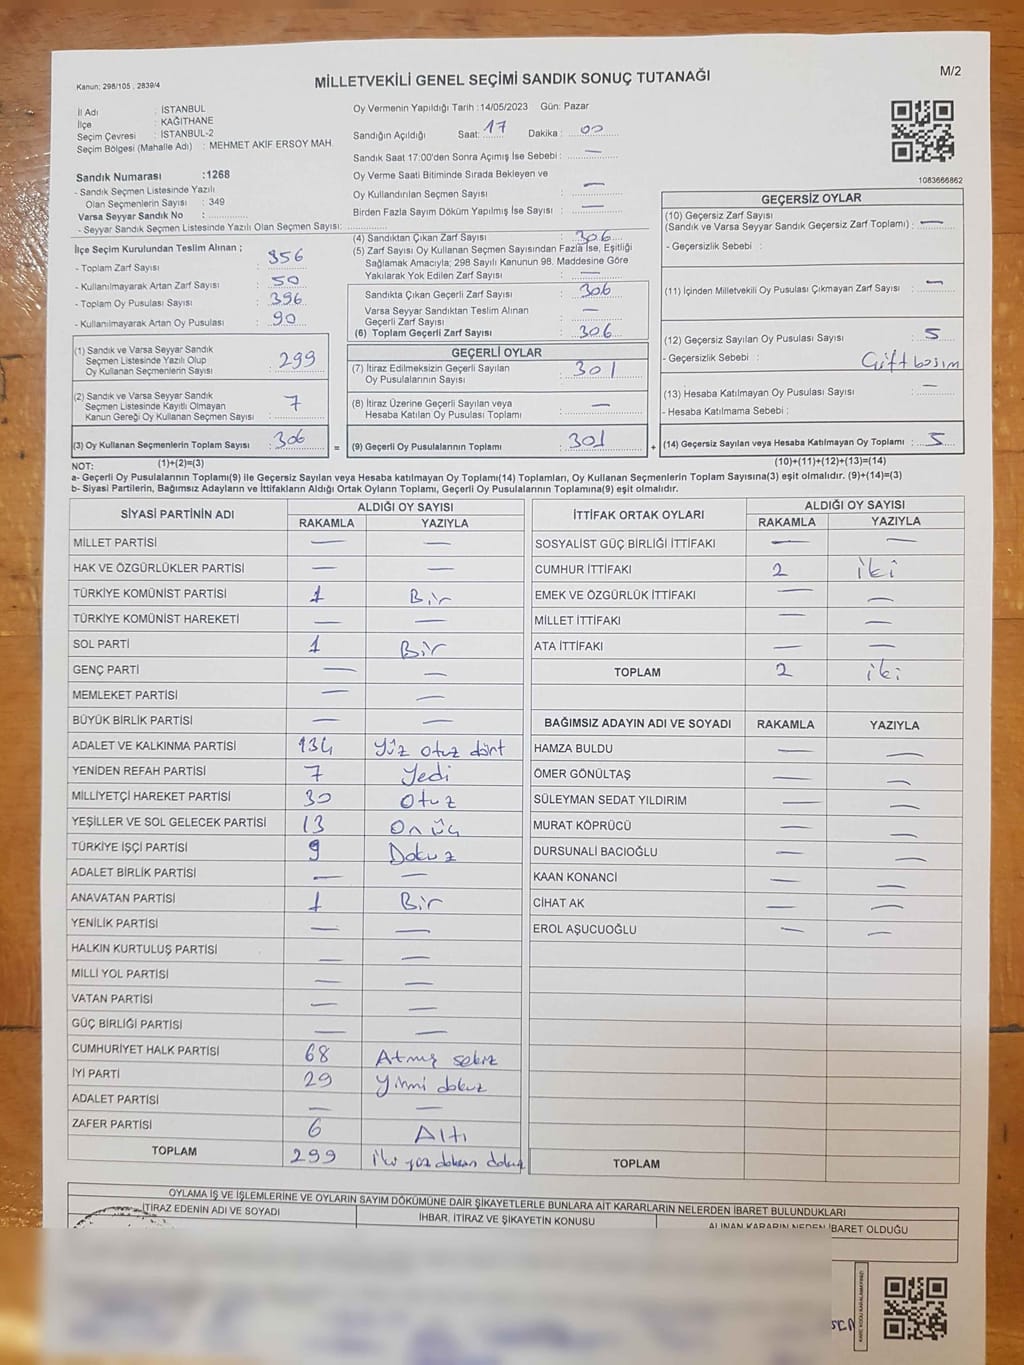 Kanun: 298/105 , 2839/4
MİLLETVEKİLİ GENEL SEÇİMİ SANDIK SONUÇ TUTANAĞI
M/2
İl Adı : İSTANBUL
İlçe : KAĞITHANE
Seçim Çevresi : İSTANBUL-2
Seçim Bölgesi (Mahalle Adı) : MEHMET AKİF ERSOY MAH.
Sandık Numarası : 1268
- Sandık Seçmen Listesinde Yazılı
Olan Seçmenlerin Sayısı : 349
Varsa Seyyar Sandık No :
- Seyyar Sandık Seçmen Listesinde Yazılı Olan Seçmen Sayısı:
Oy Vermenin Yapıldığı Tarih :14/05/2023 Gün: Pazar
Sandığın Açıldığı Saat: 17 Dakika : 00
Sandık Saat 17:00'den Sonra Açımış İse Sebebi : —
Oy Verme Saati Bitiminde Sırada Bekleyen ve
Oy Kullandırılan Seçmen Sayısı —
Birden Fazla Sayım Döküm Yapılmış İse Sayısı : —
1083666862
İlçe Seçim Kurulundan Teslim Alınan ;
- Toplam Zarf Sayısı : 356
- Kullanılmayarak Artan Zarf Sayısı : 50
- Toplam Oy Pusulası Sayısı : 396
- Kullanılmayarak Artan Oy Pusulası : 90
(1) Sandık ve Varsa Seyyar Sandık
Seçmen Listesinde Yazılı Olup
Oy Kullanan Seçmenlerin Sayısı : 299
(2) Sandık ve Varsa Seyyar Sandık
Seçmen Listesinde Kayıtlı Olmayan
Kanun Gereği Oy Kullanan Seçmen Sayısı : 7
(3) Oy Kullanan Seçmenlerin Toplam Sayısı : 306
(4) Sandıktan Çıkan Zarf Sayısı : 306
(5) Zarf Sayısı Oy Kullanan Seçmen Sayısından Fazla İse, Eşitliği
Sağlamak Amacıyla; 298 Sayılı Kanunun 98. Maddesine Göre
Yakılarak Yok Edilen Zarf Sayısı : —
Sandıkta Çıkan Geçerli Zarf Sayısı : 306
Varsa Seyyar Sandıktan Teslim Alınan
Geçerli Zarf Sayısı : —
(6) Toplam Geçerli Zarf Sayısı : 306
GEÇERLİ OYLAR
(7) İtiraz Edilmeksizin Geçerli Sayılan
Oy Pusulalarının Sayısı : 301
(8) İtiraz Üzerine Geçerli Sayılan veya
Hesaba Katılan Oy Pusulası Toplamı : —
= (9) Geçerli Oy Pusulalarının Toplamı : 301 +
GEÇERSİZ OYLAR
(10) Geçersiz Zarf Sayısı
(Sandık ve Varsa Seyyar Sandık Geçersiz Zarf Toplamı) : —
- Geçersizlik Sebebi :
(11) İçinden Milletvekili Oy Pusulası Çıkmayan Zarf Sayısı : —
(12) Geçersiz Sayılan Oy Pusulası Sayısı : 5
- Geçersizlik Sebebi : Çift basım
(13) Hesaba Katılmayan Oy Pusulası Sayısı : —
- Hesaba Katılmama Sebebi :
(14) Geçersiz Sayılan veya Hesaba Katılmayan Oy Toplamı : 5
NOT: (1)+(2)=(3) (10)+(11)+(12)+(13)=(14)
a- Geçerli Oy Pusulalarının Toplamı(9) ile Geçersiz Sayılan veya Hesaba katılmayan Oy Toplamı(14) Toplamları, Oy Kullanan Seçmenlerin Toplam Sayısına(3) eşit olmalıdır. (9)+(14)=(3)
b- Siyasi Partilerin, Bağımsız Adayların ve İttifakların Aldığı Ortak Oyların Toplamı, Geçerli Oy Pusulalarının Toplamına(9) eşit olmalıdır.
SİYASİ PARTİNİN ADI ALDIĞI OY SAYISI
RAKAMLA YAZIYLA
MİLLET PARTİSİ — —
HAK VE ÖZGÜRLÜKLER PARTİSİ — —
TÜRKİYE KOMÜNİST PARTİSİ 1 Bir
TÜRKİYE KOMÜNİST HAREKETİ — —
SOL PARTİ 1 Bir
GENÇ PARTİ — —
MEMLEKET PARTİSİ — —
BÜYÜK BİRLİK PARTİSİ — —
ADALET VE KALKINMA PARTİSİ 134 Yüz otuz dört
YENİDEN REFAH PARTİSİ 7 Yedi
MİLLİYETÇİ HAREKET PARTİSİ 30 Otuz
YEŞİLLER VE SOL GELECEK PARTİSİ 13 On üç
TÜRKİYE İŞÇİ PARTİSİ 9 Dokuz
ADALET BİRLİK PARTİSİ — —
ANAVATAN PARTİSİ 1 Bir
YENİLİK PARTİSİ — —
HALKIN KURTULUŞ PARTİSİ — —
MİLLİ YOL PARTİSİ — —
VATAN PARTİSİ — —
GÜÇ BİRLİĞİ PARTİSİ — —
CUMHURİYET HALK PARTİSİ 68 Atmış sekiz
İYİ PARTİ 29 Yirmi dokuz
ADALET PARTİSİ — —
ZAFER PARTİSİ 6 Altı
TOPLAM 299 iki yüz doksan dokuz
İTTİFAK ORTAK OYLARI ALDIĞI OY SAYISI
RAKAMLA YAZIYLA
SOSYALİST GÜÇ BİRLİĞİ İTTİFAKI — —
CUMHUR İTTİFAKI 2 iki
EMEK VE ÖZGÜRLÜK İTTİFAKI — —
MİLLET İTTİFAKI — —
ATA İTTİFAKI — —
TOPLAM 2 iki
BAĞIMSIZ ADAYIN ADI VE SOYADI RAKAMLA YAZIYLA
HAMZA BULDU — —
ÖMER GÖNÜLTAŞ — —
SÜLEYMAN SEDAT YILDIRIM — —
MURAT KÖPRÜCÜ — —
DURSUNALİ BACIOĞLU — —
KAAN KONANCİ — —
CİHAT AK — —
EROL AŞUCUOĞLU — —
TOPLAM
OYLAMA İŞ VE İŞLEMLERİNE VE OYLARIN SAYIM DÖKÜMÜNE DAİR ŞİKAYETLERLE BUNLARA AİT KARARLARIN NELERDEN İBARET BULUNDUKLARI
İTİRAZ EDENİN ADI VE SOYADI İHBAR, İTİRAZ VE ŞİKAYETİN KONUSU ALINAN KARARIN NEDEN İBARET OLDUĞU